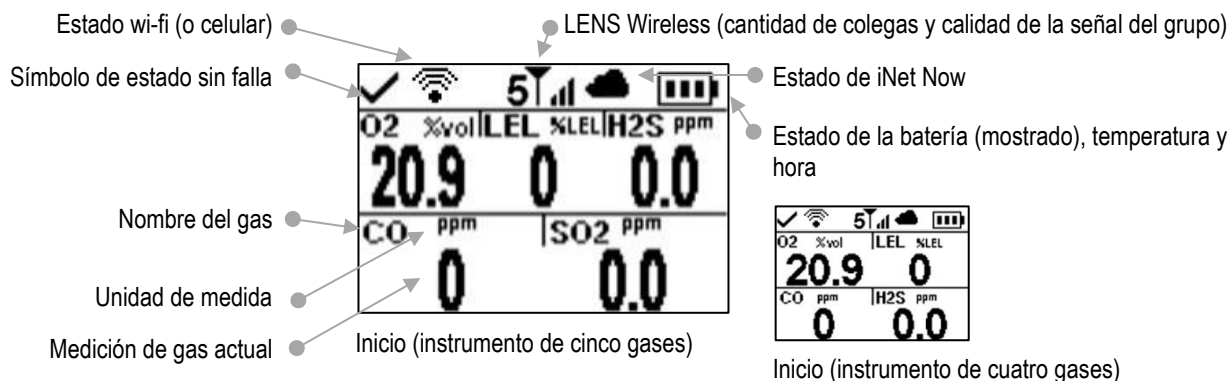 Estado wi-fi (o celular)
LENS Wireless (cantidad de colegas y calidad de la señal del grupo)
Símbolo de estado sin falla
Estado de iNet Now
Estado de la batería (mostrado), temperatura y
hora
5
O2 %vol LEL %LEL H2S ppm
20.9 0 0.0
Nombre del gas
CO ppm SO2 ppm
0 0.0
Unidad de medida
Medición de gas actual
Inicio (instrumento de cinco gases)
5
O2 %vol LEL %LEL
20.9 0
CO ppm H2S ppm
0 0.0
Inicio (instrumento de cuatro gases)